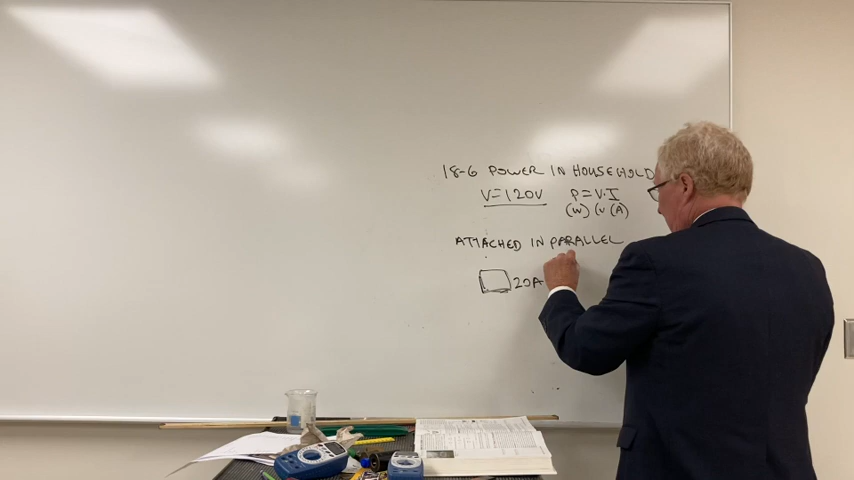 18-6 POWER IN HOUSEHOLD
V=120V P=V·I
(W) (V (A)
ATTACHED IN PARALLEL
20A